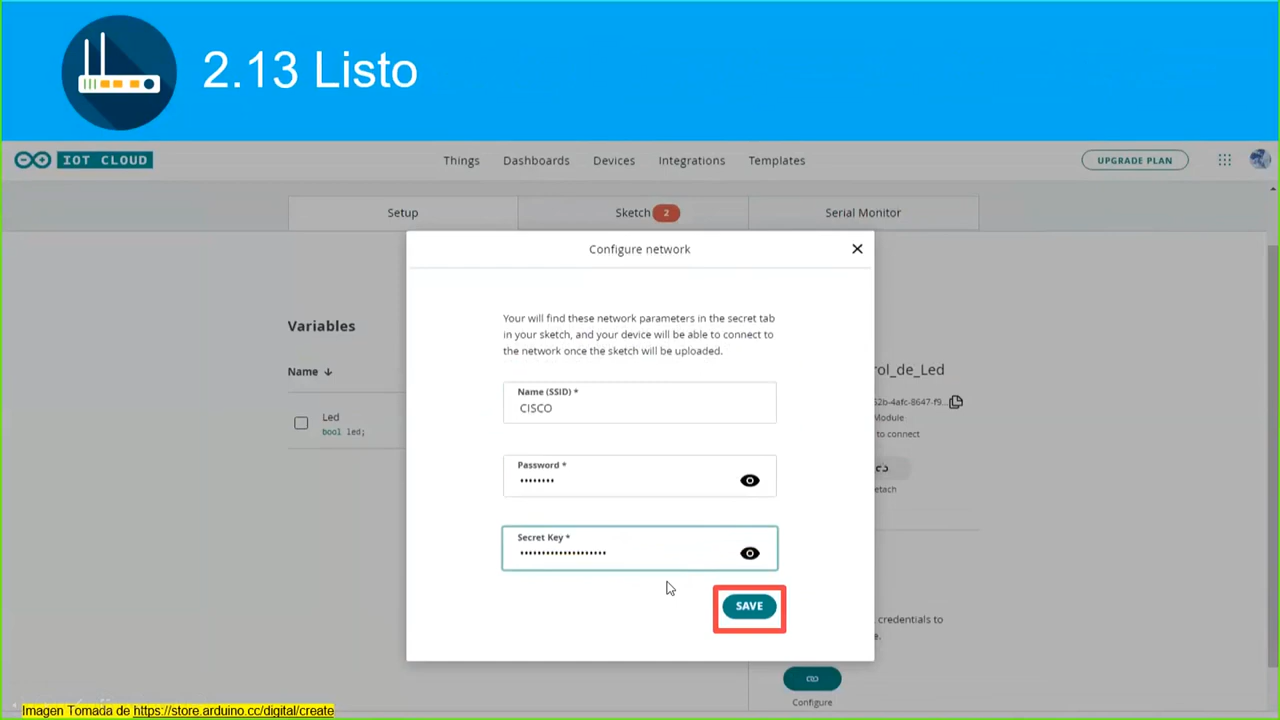 2.13 Listo
IOT CLOUD
Things Dashboards Devices Integrations Templates
UPGRADE PLAN
Setup Sketch 2 Serial Monitor
Configure network
Your will find these network parameters in the secret tab
in your sketch, and your device will be able to connect to
the network once the sketch will be uploaded.
Name (SSID) *
CISCO
Password *
••••••••
Secret Key *
••••••••••••••••••••
SAVE
Variables
Name ↓
Led
bool led;
rol_de_Led
52b-4afc-8647-f9...
Module
to connect
etach
credentials to
e.
Configure
Imagen Tomada de https://store.arduino.cc/digital/create